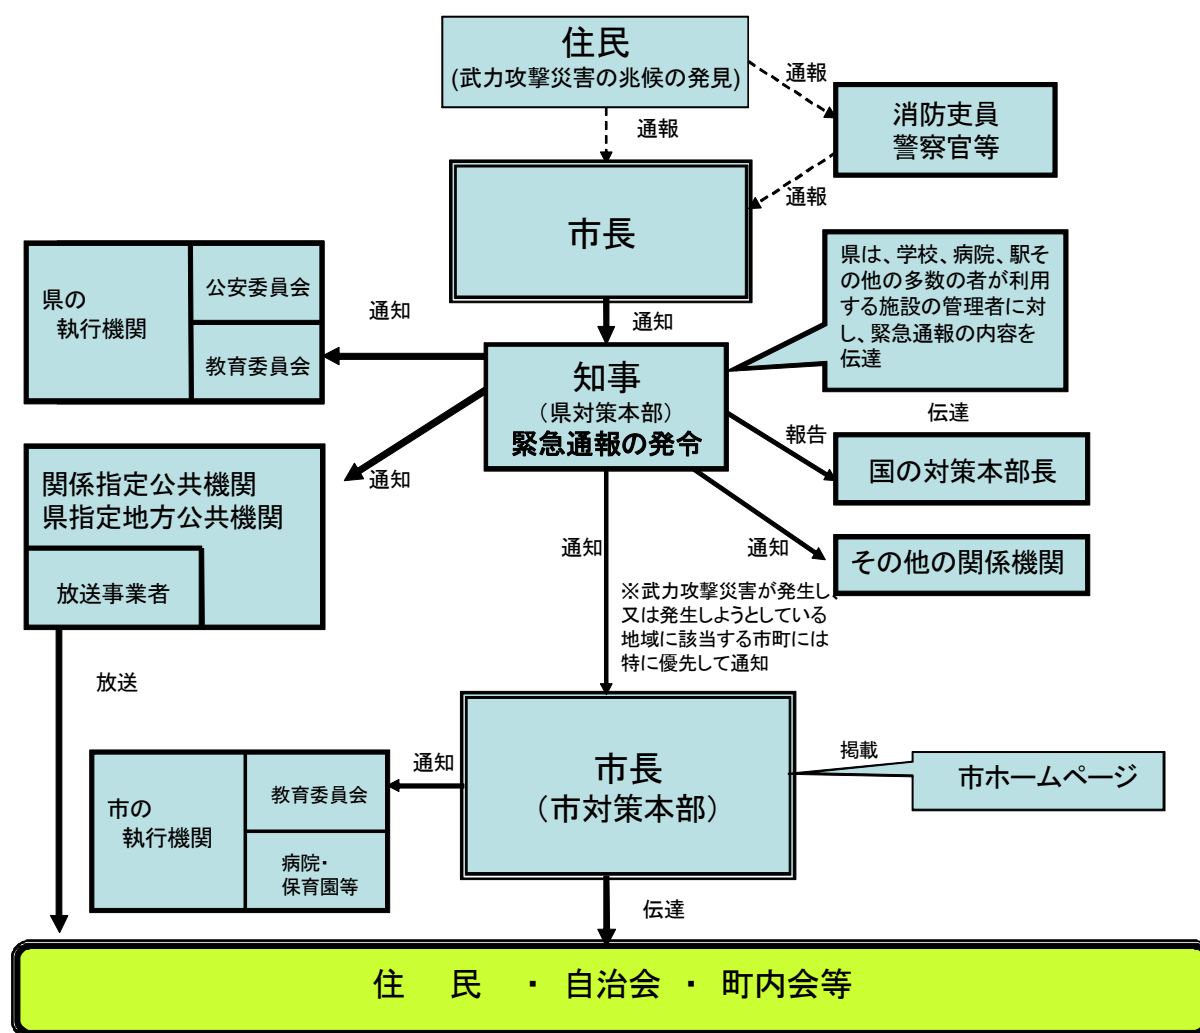 住民
(武力攻撃災害の兆候の発見)
通報
消防吏員
警察官等
通報
通報
市長
県の
執行機関
公安委員会
教育委員会
通知
通知
県は、学校、病院、駅そ
の他の多数の者が利用
する施設の管理者に対
し、緊急通報の内容を
伝達
知事
（県対策本部）
緊急通報の発令
伝達
報告
国の対策本部長
関係指定公共機関
県指定地方公共機関
放送事業者
通知
通知
通知
その他の関係機関
※武力攻撃災害が発生し、
又は発生しようとしている
地域に該当する市町には
特に優先して通知
放送
市の
執行機関
教育委員会
病院・
保育園等
通知
市長
（市対策本部）
掲載
市ホームページ
伝達
住　民　・　自治会　・　町内会等